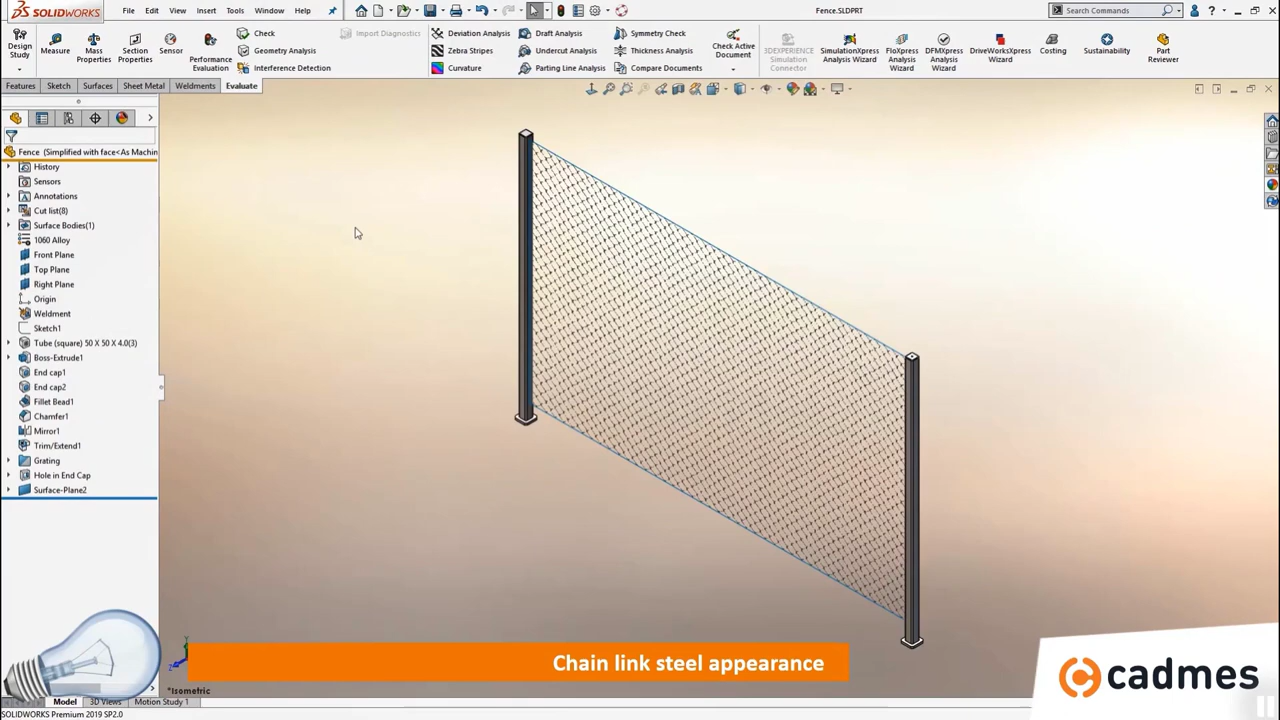 SOLIDWORKS
File Edit View Insert Tools Window Help
Fence.SLDPRT
Search Commands
Design Study
Measure
Mass Properties
Section Properties
Sensor
Performance Evaluation
Check
Geometry Analysis
Interference Detection
Import Diagnostics
Deviation Analysis
Zebra Stripes
Curvature
Draft Analysis
Undercut Analysis
Parting Line Analysis
Symmetry Check
Thickness Analysis
Compare Documents
Check Active Document
3DEXPERIENCE Simulation Connector
SimulationXpress Analysis Wizard
FloXpress Analysis Wizard
DFMXpress Analysis Wizard
DriveWorksXpress Wizard
Costing
Sustainability
Part Reviewer
Features Sketch Surfaces Sheet Metal Weldments Evaluate
Fence (Simplified with face<As Machin
History
Sensors
Annotations
Cut list(8)
Surface Bodies(1)
1060 Alloy
Front Plane
Top Plane
Right Plane
Origin
Weldment
Sketch1
Tube (square) 50 X 50 X 4.0(3)
Boss-Extrude1
End cap1
End cap2
Fillet Bead1
Chamfer1
Mirror1
Trim/Extend1
Grating
Hole in End Cap
Surface-Plane2
Y
Z
Chain link steel appearance
cadmes
*Isometric
Model 3D Views Motion Study 1
SOLIDWORKS Premium 2019 SP2.0